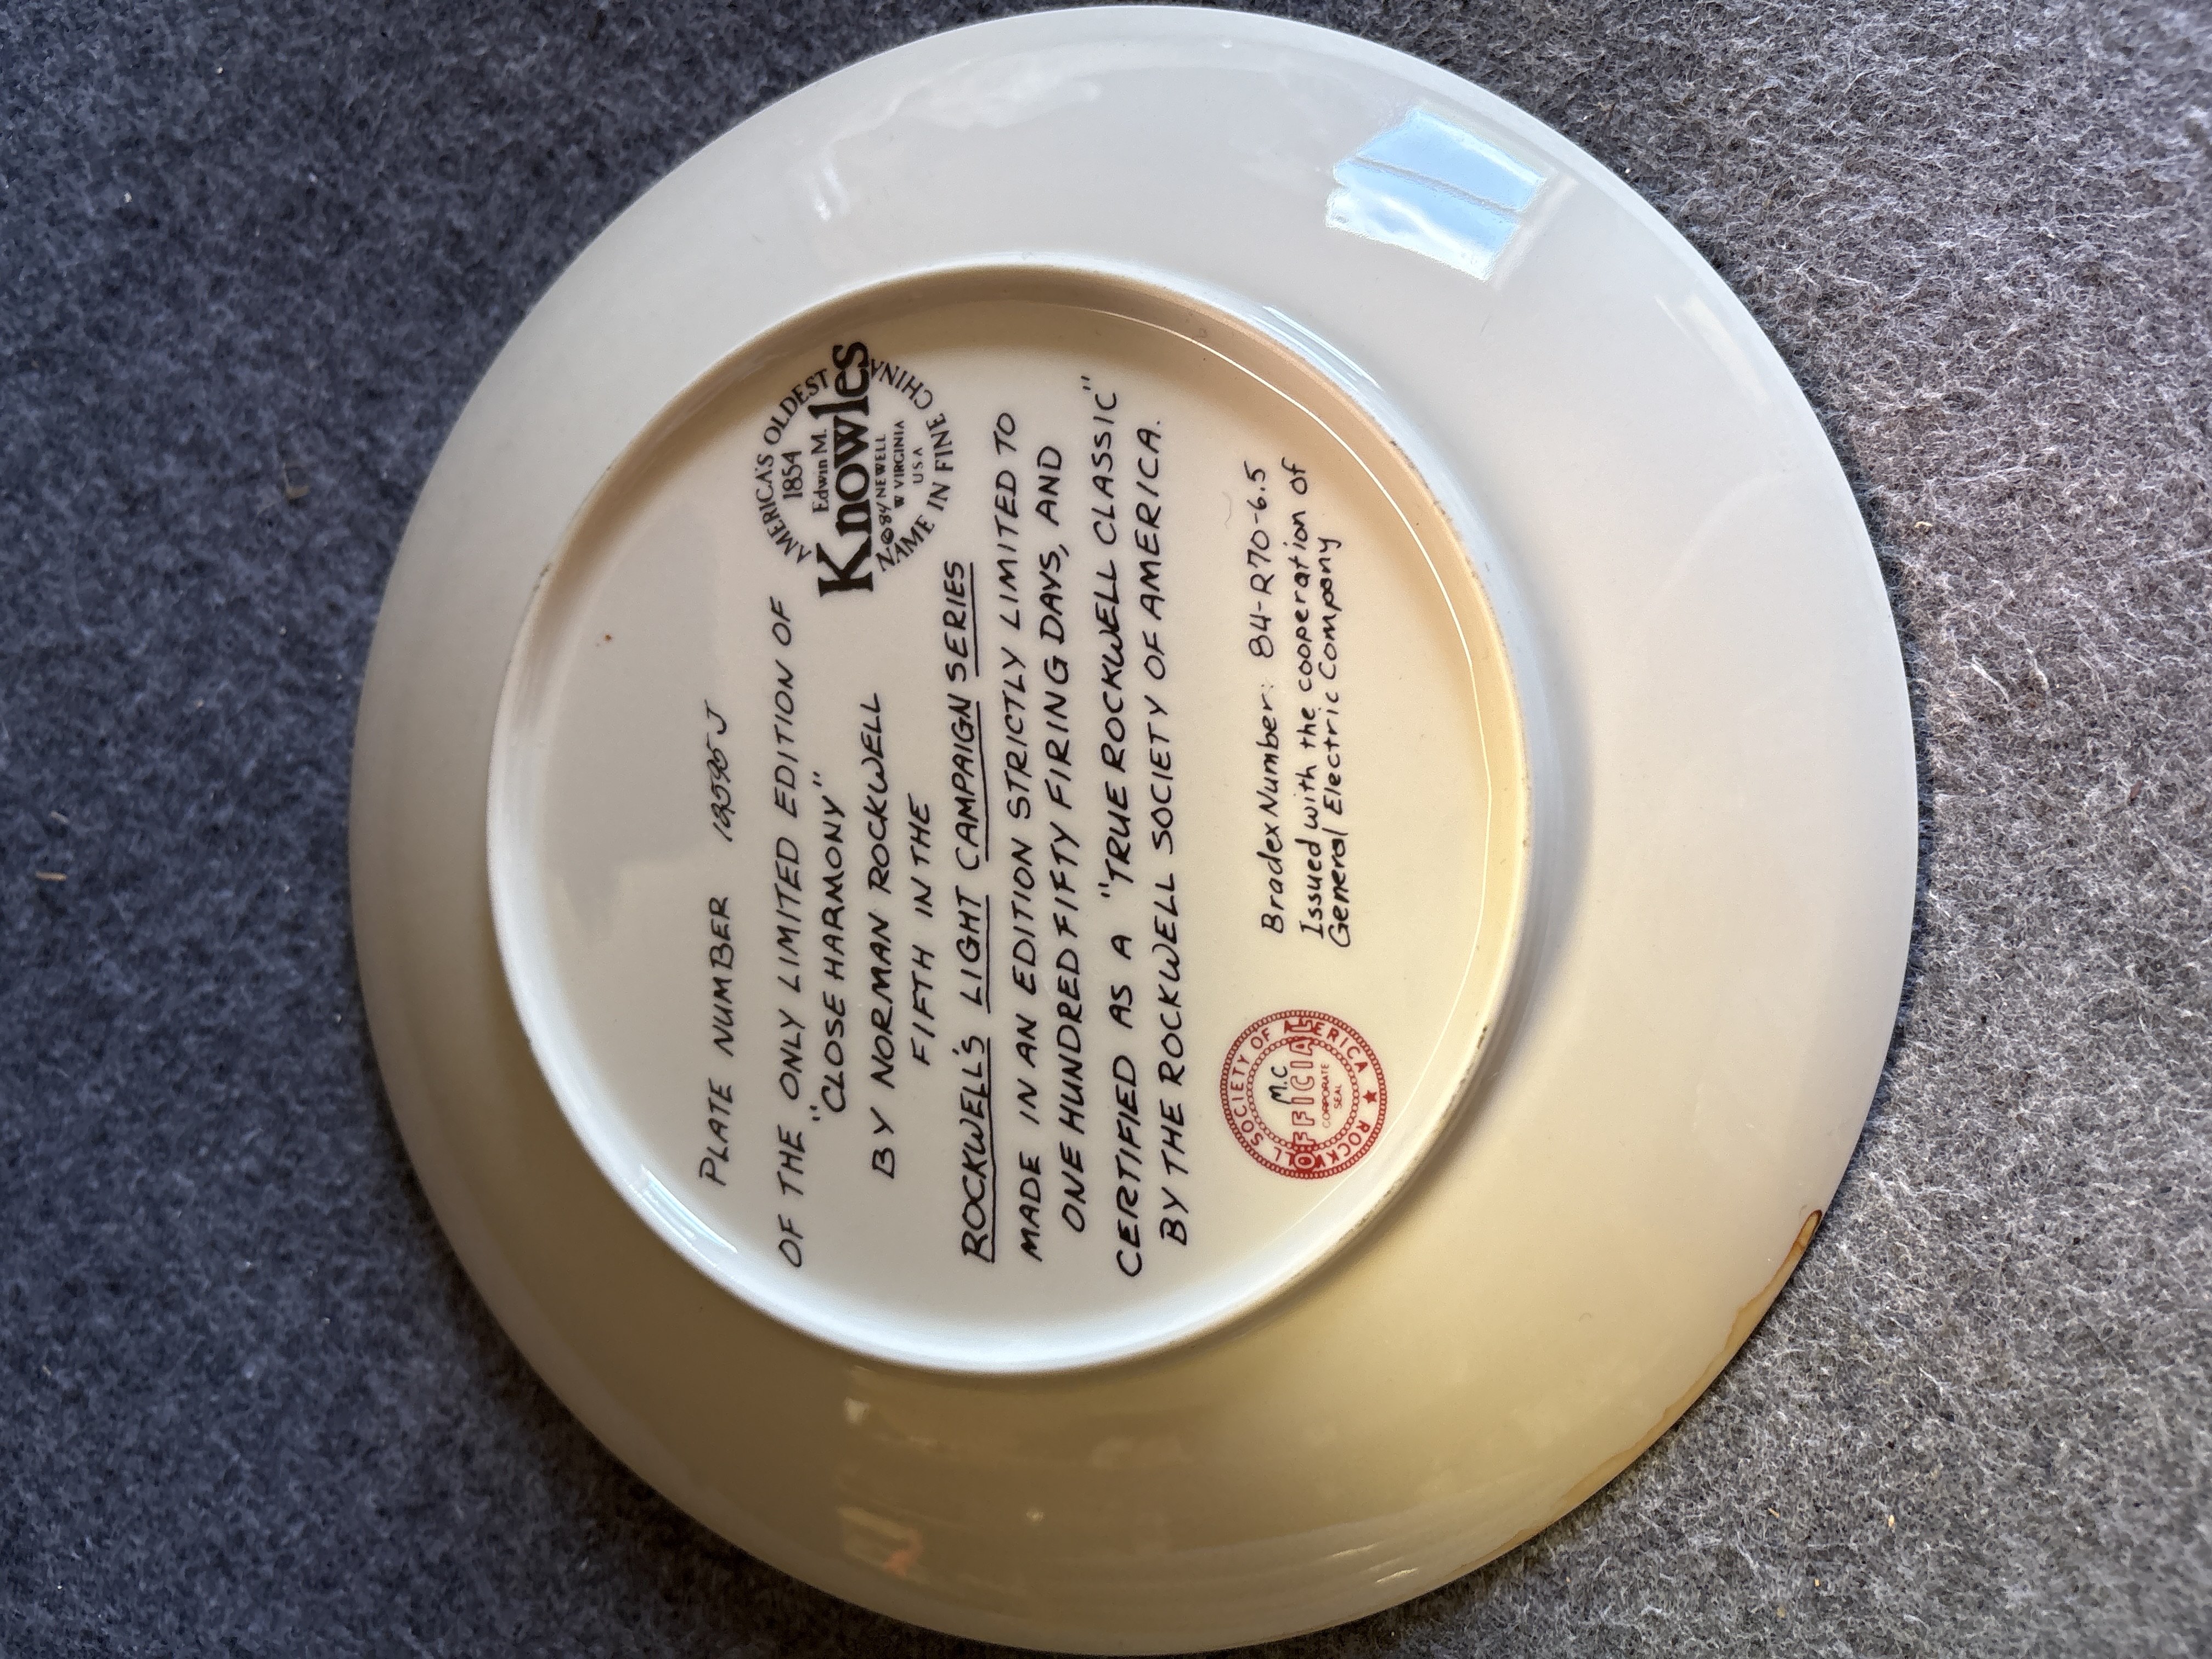 PLATE NUMBER 12595J
OF THE ONLY LIMITED EDITION OF
"CLOSE HARMONY"
BY NORMAN ROCKWELL
FIFTH IN THE
ROCKWELL'S LIGHT CAMPAIGN SERIES
MADE IN AN EDITION STRICTLY LIMITED TO
ONE HUNDRED FIFTY FIRING DAYS, AND
CERTIFIED AS A "TRUE ROCKWELL CLASSIC"
BY THE ROCKWELL SOCIETY OF AMERICA.
AMERICA'S OLDEST
1854
Edwin M.
Knowles
©84 NEWELL
W VIRGINIA
USA
NAME IN FINE CHINA
Bradex Number: 84-R70-6.5
Issued with the cooperation of
General Electric Company
ROCKWELL SOCIETY OF AMERICA ★
M.C
OFFICIAL
CORPORATE
SEAL